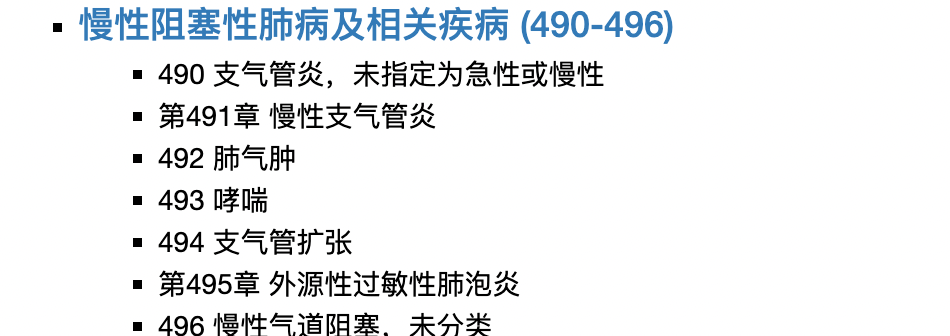 慢性阻塞性肺病及相关疾病 (490-496)
490 支气管炎，未指定为急性或慢性
第491章 慢性支气管炎
492 肺气肿
493 哮喘
494 支气管扩张
第495章 外源性过敏性肺泡炎
496 慢性气道阻塞，未分类